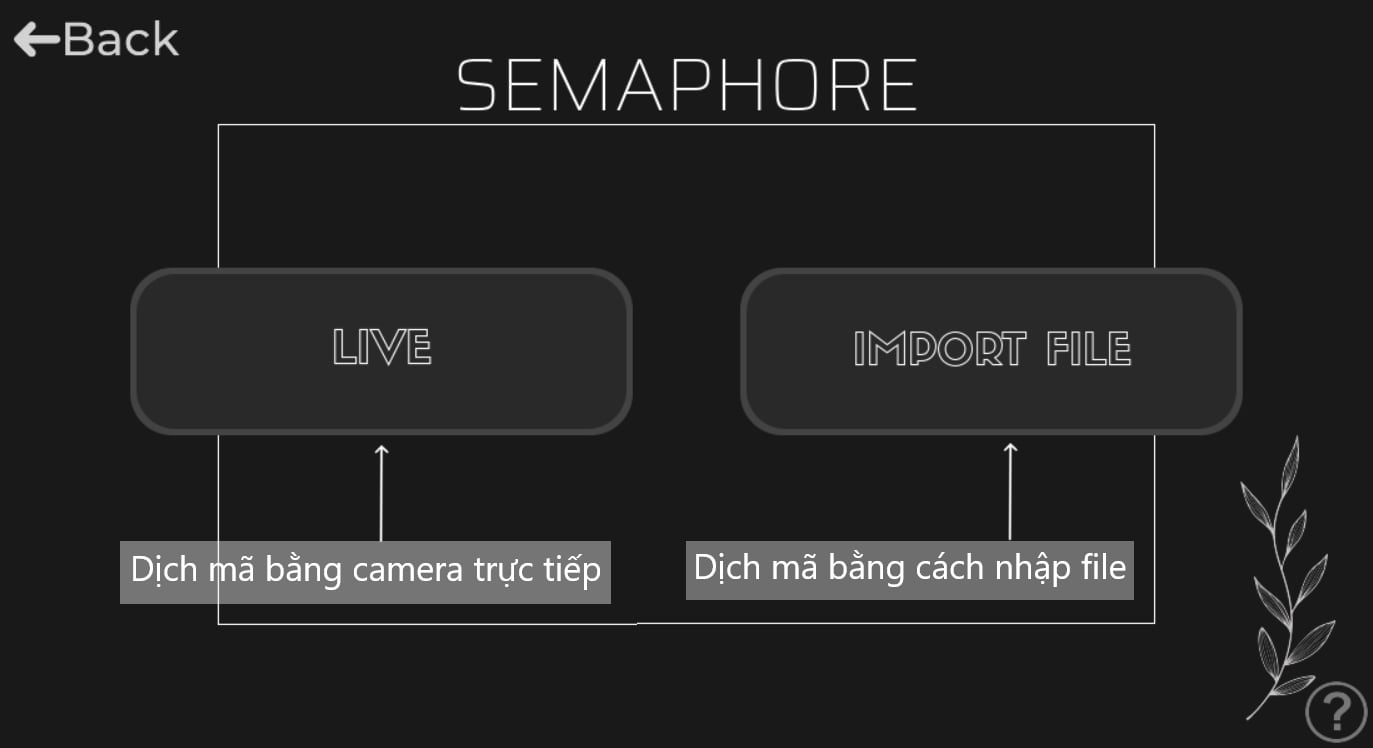 Back
SEMAPHORE
LIVE
IMPORT FILE
Dịch mã bằng camera trực tiếp
Dịch mã bằng cách nhập file
?